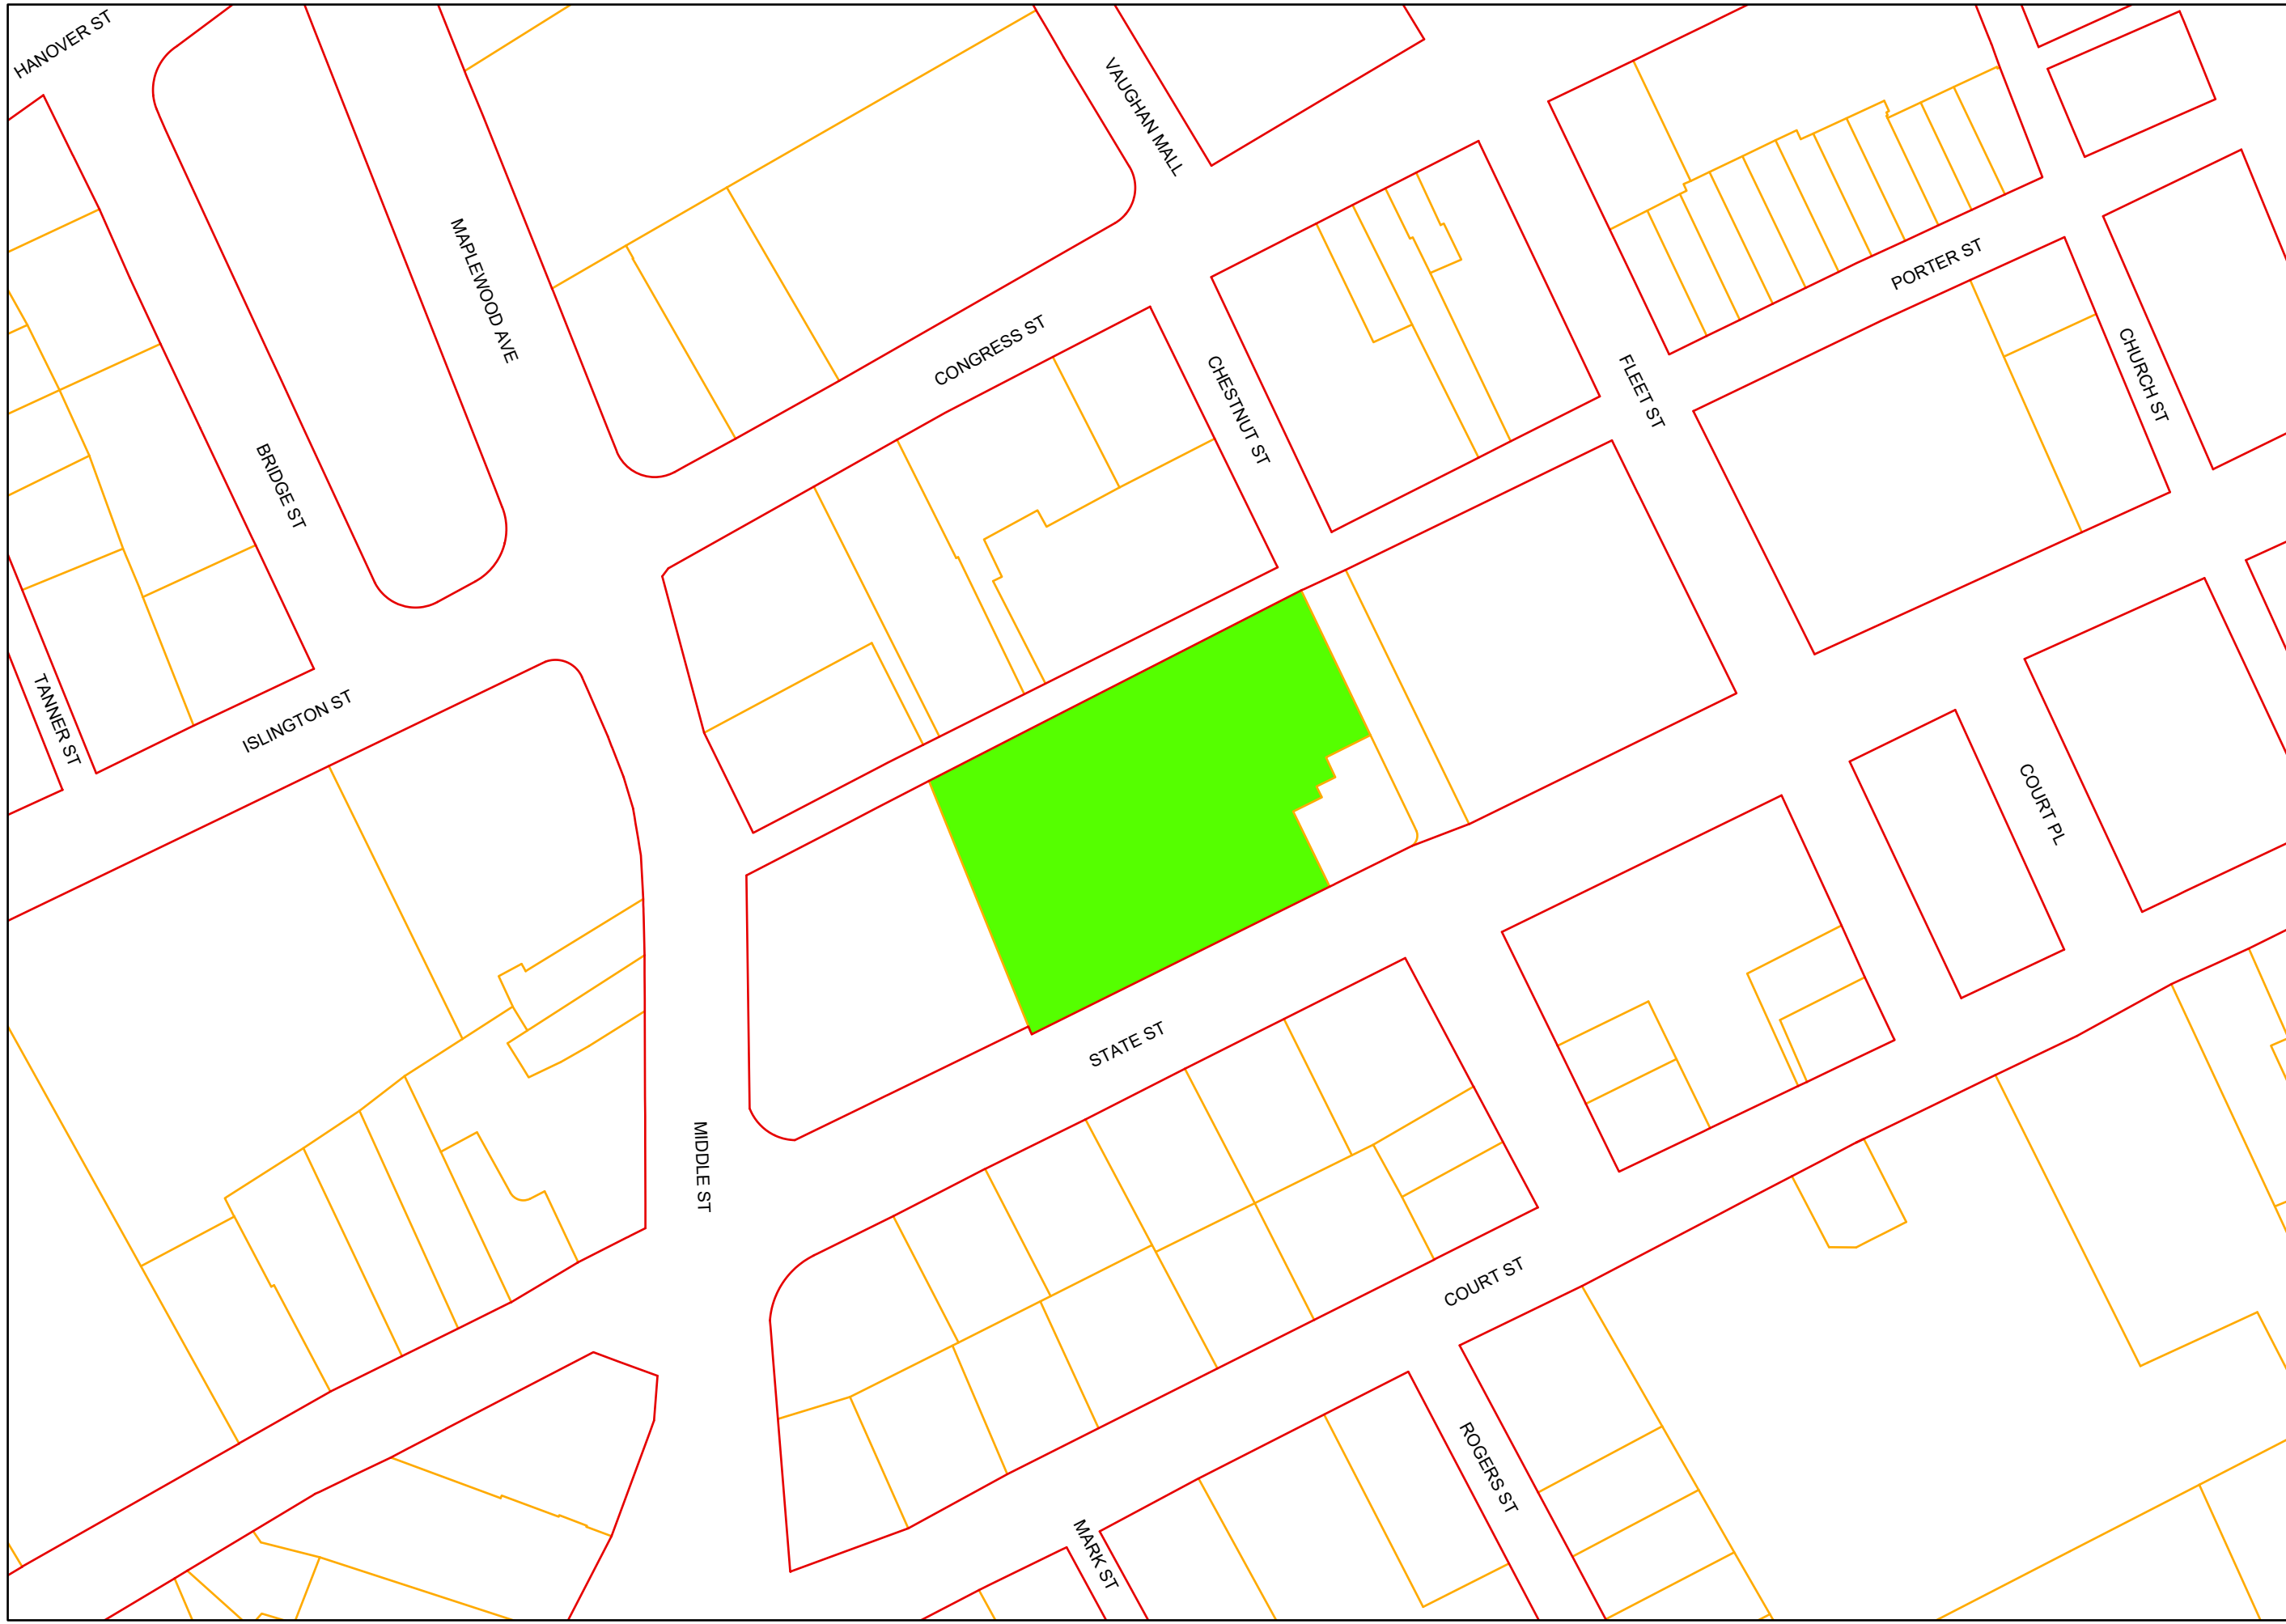 HANOVER ST
VAUGHAN MALL
MAPLEWOOD AVE
PORTER ST
CONGRESS ST
CHESTNUT ST
FLEET ST
CHURCH ST
BRIDGE ST
TANNER ST
ISLINGTON ST
COURT PL
STATE ST
MIDDLE ST
COURT ST
ROGERS ST
MARK ST